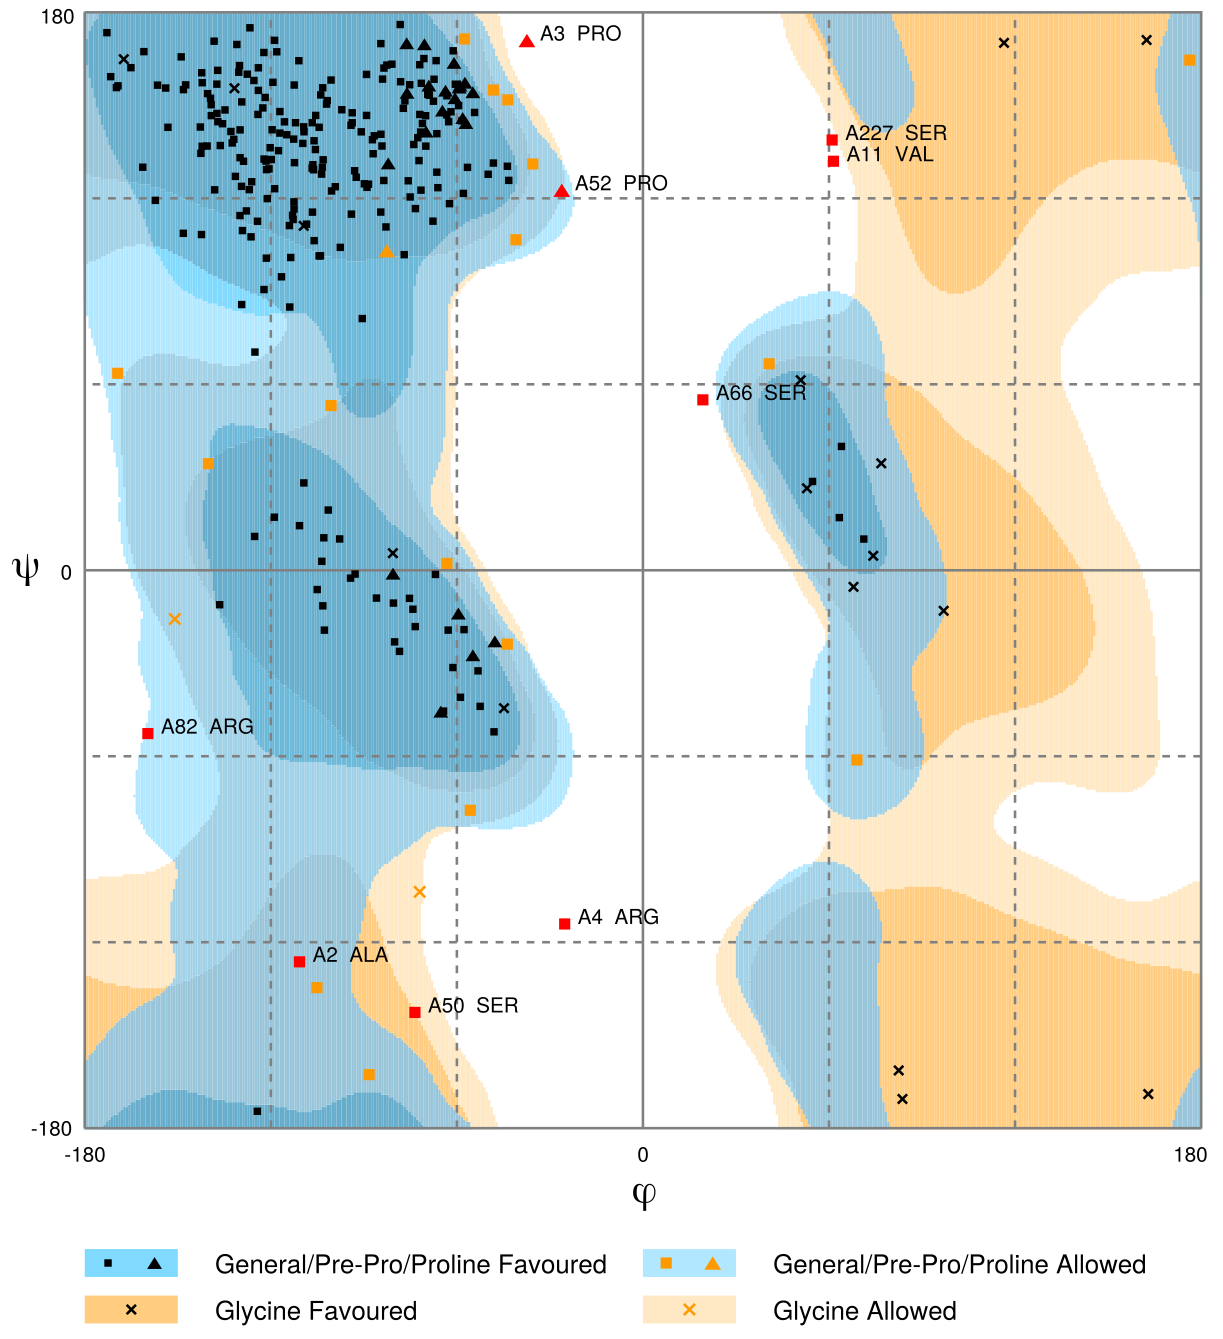 180
A3 PRO
A227 SER
A11 VAL
A52 PRO
A66 SER
ψ
0
A82 ARG
A4 ARG
A2 ALA
A50 SER
-180
-180
0
180
φ
General/Pre-Pro/Proline Favoured
General/Pre-Pro/Proline Allowed
Glycine Favoured
Glycine Allowed